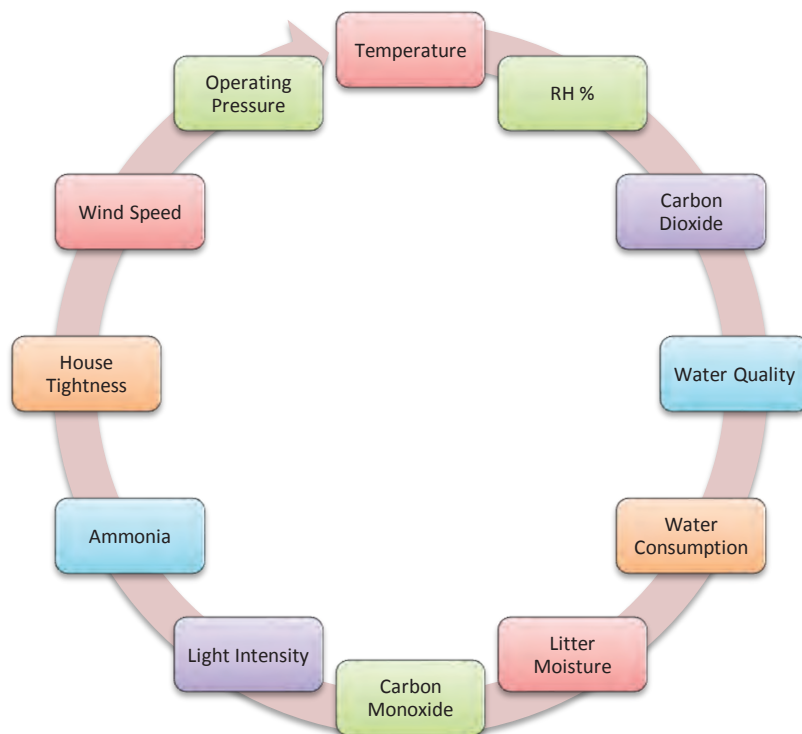 Temperature
RH %
Carbon
Dioxide
Water Quality
Water
Consumption
Litter
Moisture
Carbon
Monoxide
Light Intensity
Ammonia
House
Tightness
Wind Speed
Operating
Pressure